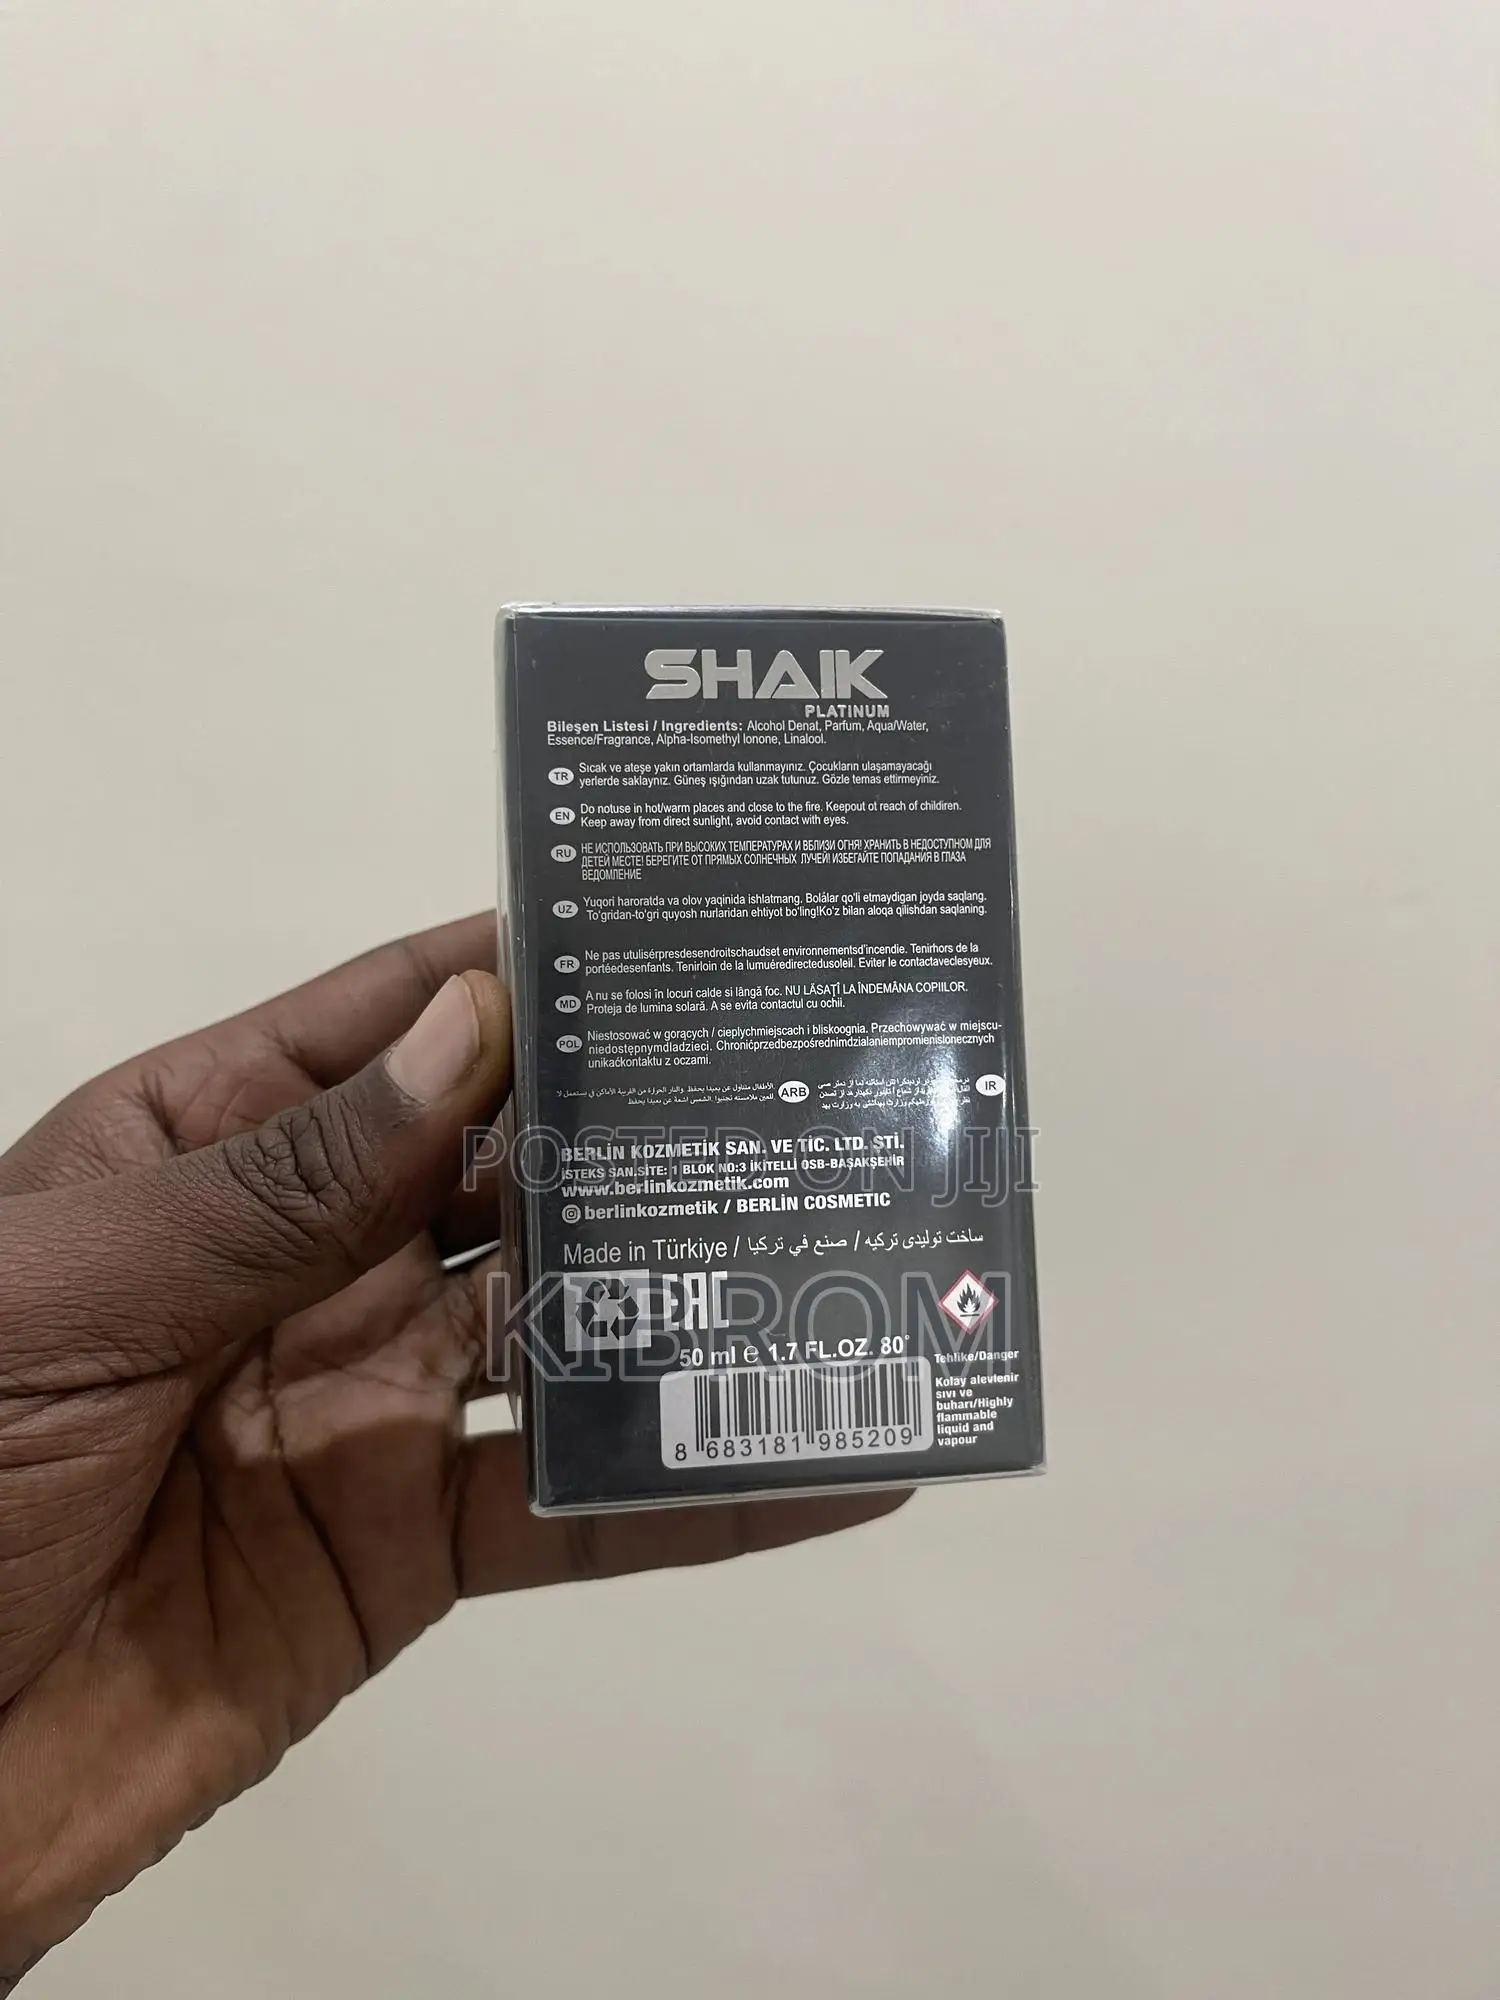 SHAIK
PLATINUM
Bileşen Listesi / Ingredients: Alcohol Denat, Parfum, Aqua/Water,
Essence/Fragrance, Alpha-Isomethyl Ionone, Linalool.
TR Sıcak ve ateşe yakın ortamlarda kullanmayınız. Çocukların ulaşamayacağı
yerlerde saklayınız. Güneş ışığından uzak tutunuz. Gözle temas ettirmeyiniz.
EN Do notuse in hot/warm places and close to the fire. Keepout ot reach of childiren.
Keep away from direct sunlight, avoid contact with eyes.
RU НЕ ИСПОЛЬЗОВАТЬ ПРИ ВЫСОКИХ ТЕМПЕРАТУРАХ И ВБЛИЗИ ОГНЯ! ХРАНИТЬ В НЕДОСТУПНОМ ДЛЯ
ДЕТЕЙ МЕСТЕ! БЕРЕГИТЕ ОТ ПРЯМЫХ СОЛНЕЧНЫХ ЛУЧЕЙ! ИЗБЕГАЙТЕ ПОПАДАНИЯ В ГЛАЗА
ВЕДОМЛЕНИЕ
UZ Yuqori haroratda va olov yaqinida ishlatmang. Bolálar qo'li etmaydigan joyda saqlang.
To'gridan-to'gri quyosh nurlaridan ehtiyot bo'ling!Ko'z bilan aloqa qilishdan saqlaning.
FR Ne pas utulisérpresdesendroitschaudset environnementsd'incendie. Tenirhors de la
portéedesenfants. Tenirloin de la lumuéredirectedusoleil. Eviter le contactaveclesyeux.
MD A nu se folosi în locuri calde si lângă foc. NU LĂSAŢÎ LA ÎNDEMÂNA COPIILOR.
Proteja de lumina solară. A se evita contactul cu ochii.
POL Niestosować w gorących / cieplychmiejscach i bliskoognia. Przechowywać w miejscu-
niedostępnymdladzieci. Chronićprzedbezpośrednimdzialaniempromienislonecznych
unikaćkontaktu z oczami.
ARB
IR
BERLİN KOZMETİK SAN. VE TİC. LTD. ŞTİ.
İSTEKS SAN.SİTE: 1 BLOK NO:3 İKİTELLİ OSB-BAŞAKŞEHİR
www.berlinkozmetik.com
berlinkozmetik / BERLİN COSMETIC
Made in Türkiye / صنع في تركيا / ساخت توليدى تركيه
EAC
50 ml e 1.7 FL.OZ. 80°
Tehlike/Danger
Kolay alevlenir
sıvı ve
buharı/Highly
flammable
liquid and
vapour
8 683181 985209
POSTED ON JIJI
KIBROM